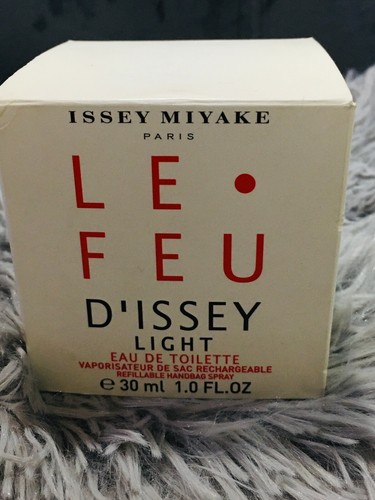 ISSEY MIYAKE
PARIS
LE•
FEU
D'ISSEY
LIGHT
EAU DE TOILETTE
VAPORISATEUR DE SAC RECHARGEABLE
REFILLABLE HANDBAG SPRAY
℮ 30 ml 1.0 FL.OZ